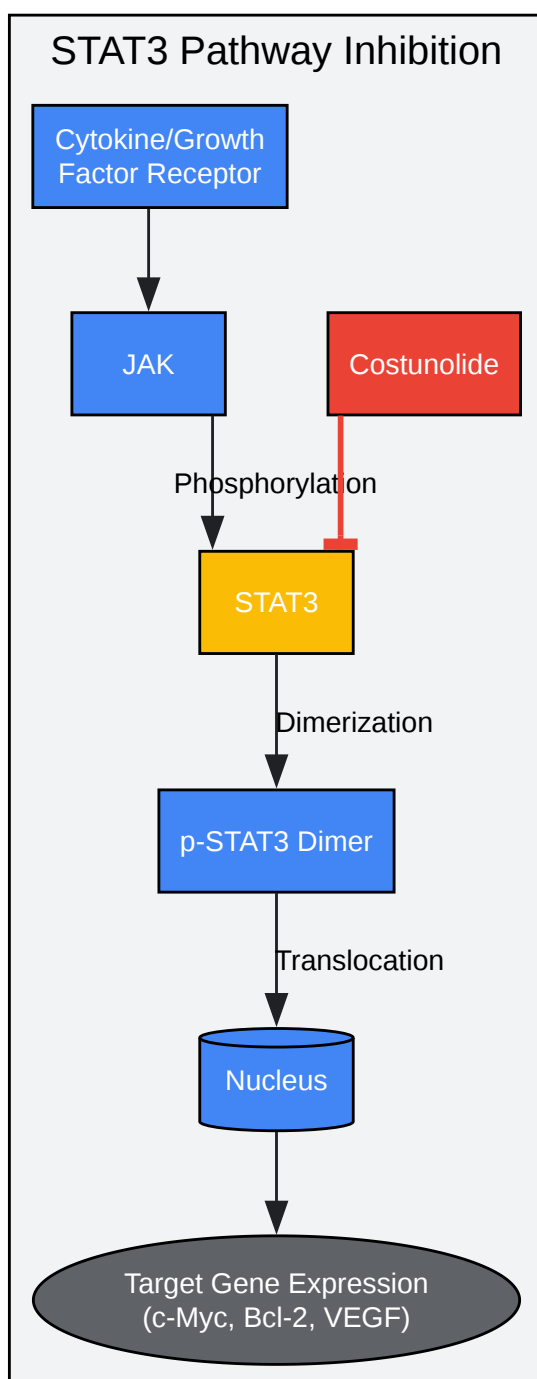 STAT3 Pathway Inhibition
Cytokine/Growth
Factor Receptor
JAK
Costunolide
Phosphorylation
STAT3
Dimerization
p-STAT3 Dimer
Translocation
Nucleus
Target Gene Expression
(c-Myc, Bcl-2, VEGF)